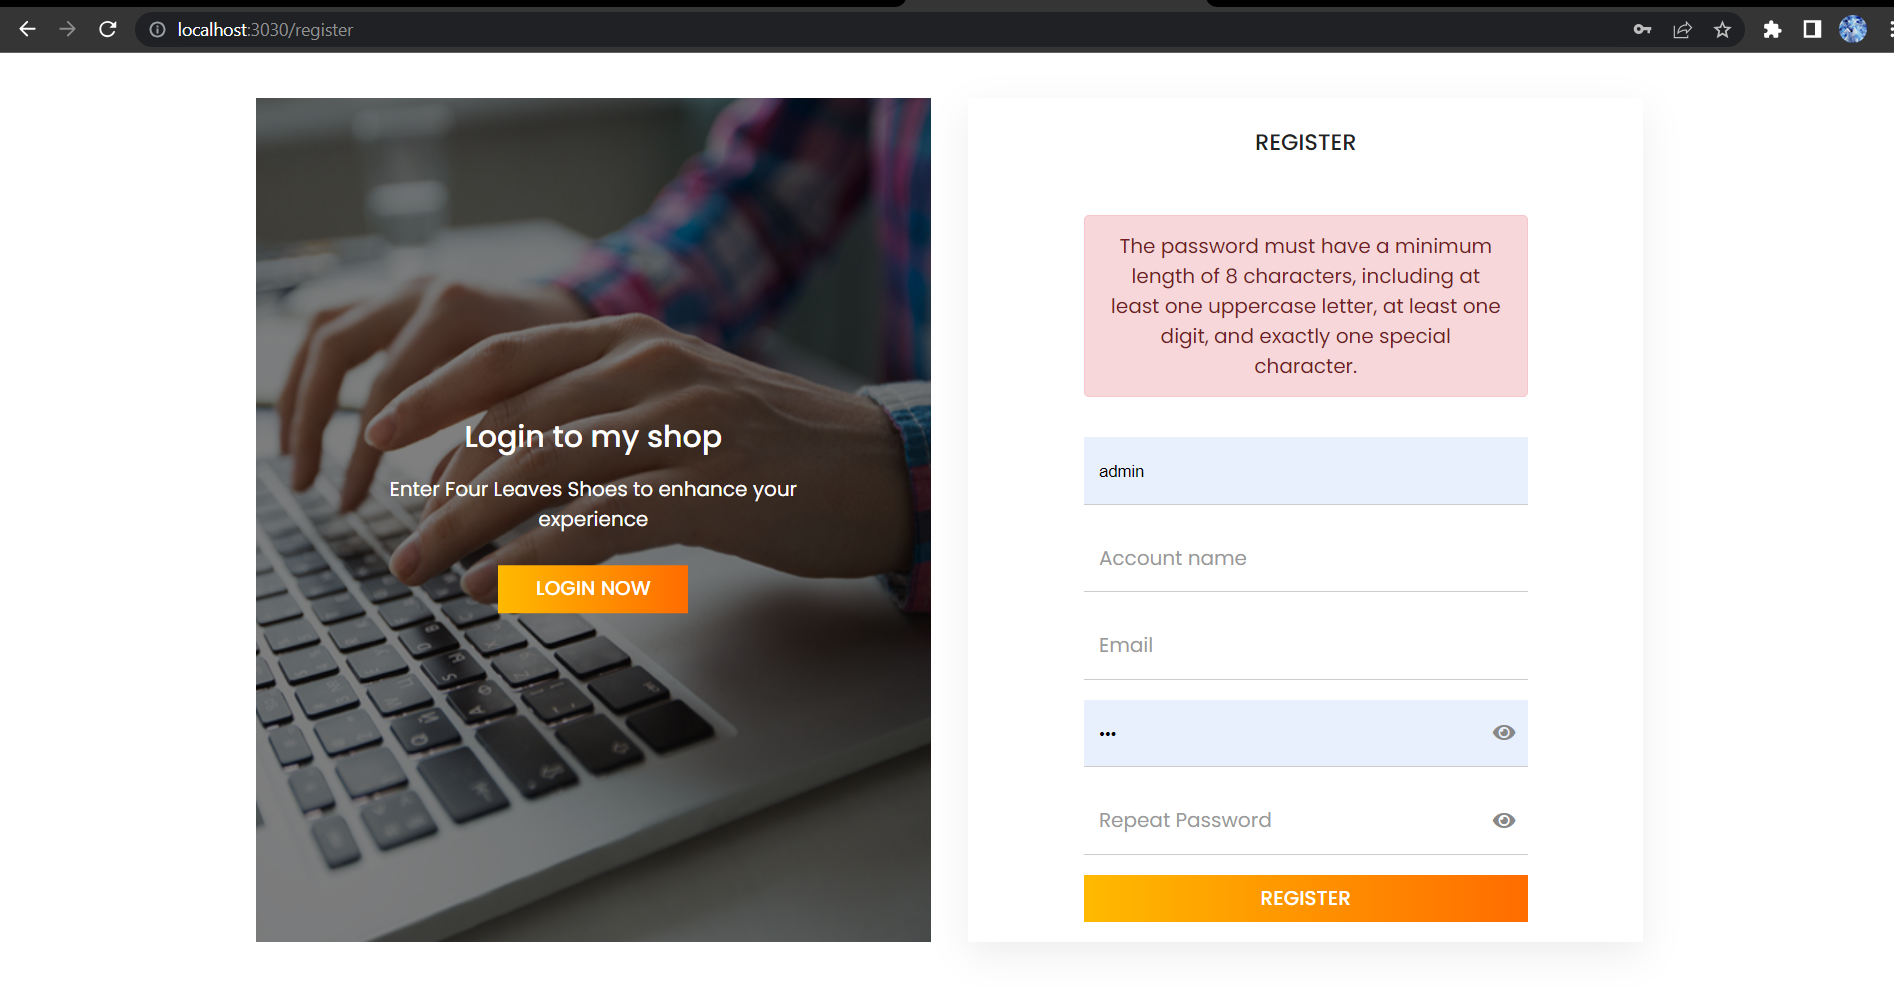 localhost:3030/register
Login to my shop
Enter Four Leaves Shoes to enhance your
experience
LOGIN NOW
REGISTER
The password must have a minimum
length of 8 characters, including at
least one uppercase letter, at least one
digit, and exactly one special
character.
admin
Account name
Email
•••
Repeat Password
REGISTER